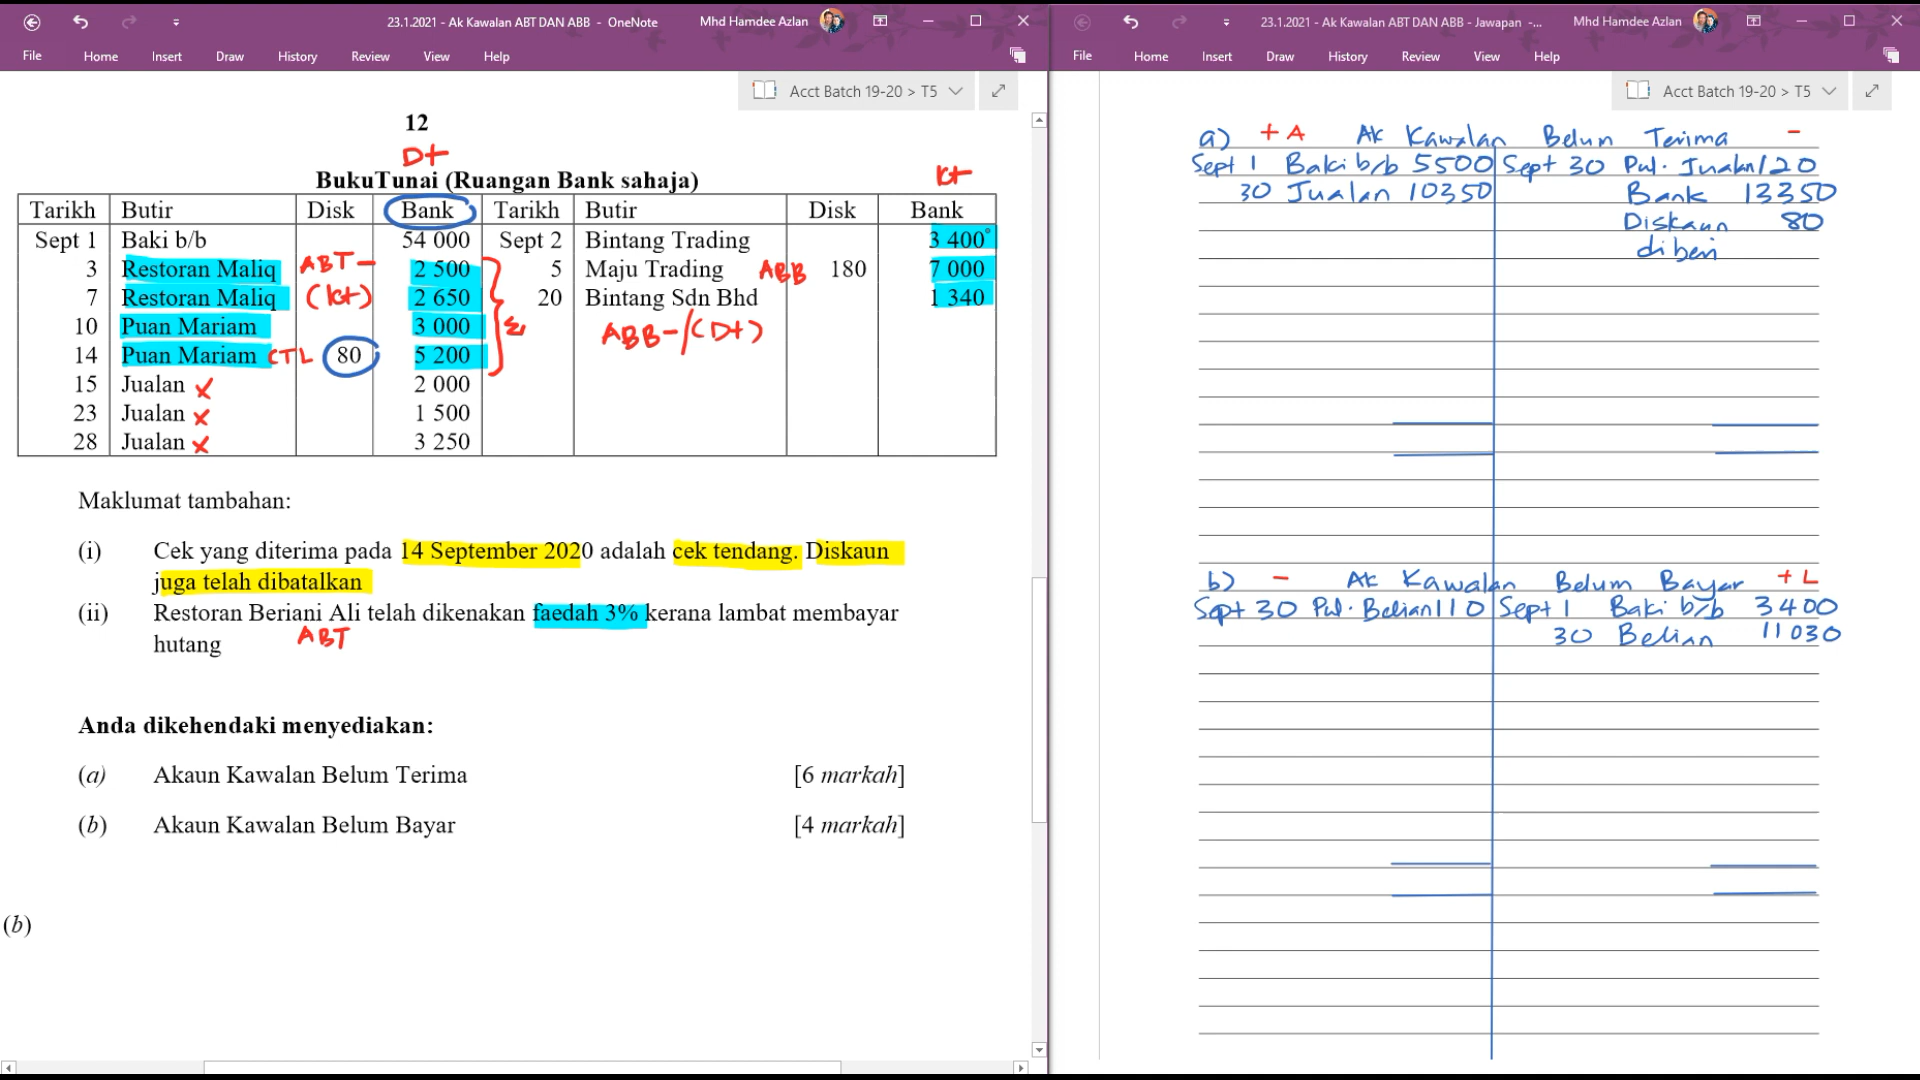 23.1.2021 - Ak Kawalan ABT DAN ABB - OneNote
Mhd Hamdee Azlan
File Home Insert Draw History Review View Help
Acct Batch 19-20 > T5
12
D+
BukuTunai (Ruangan Bank sahaja)
Kt
Tarikh Butir Disk Bank Tarikh Butir Disk Bank
Sept 1 Baki b/b 54 000 Sept 2 Bintang Trading 3 400
3 Restoran Maliq ABT - 2 500 5 Maju Trading ABB 180 7 000
7 Restoran Maliq (kt) 2 650 20 Bintang Sdn Bhd 1 340
10 Puan Mariam 3 000 ABB-/(D+)
14 Puan Mariam CTL 80 5 200
15 Jualan x 2 000
23 Jualan x 1 500
28 Jualan x 3 250
Maklumat tambahan:
(i) Cek yang diterima pada 14 September 2020 adalah cek tendang. Diskaun
juga telah dibatalkan
(ii) Restoran Beriani Ali telah dikenakan faedah 3% kerana lambat membayar
ABT
hutang
Anda dikehendaki menyediakan:
(a) Akaun Kawalan Belum Terima [6 markah]
(b) Akaun Kawalan Belum Bayar [4 markah]
(b)
23.1.2021 - Ak Kawalan ABT DAN ABB - Jawapan -...
Mhd Hamdee Azlan
File Home Insert Draw History Review View Help
Acct Batch 19-20 > T5
a) + A Ak Kawalan Belum Terima -
Sept 1 Baki b/b 5500 Sept 30 Pul. Jualan 120
30 Jualan 10350 Bank 13350
Diskaun 80
diberi
b) - Ak Kawalan Belum Bayar + L
Sept 30 Pul. Belian 110 Sept 1 Baki b/b 3400
30 Belian 11030